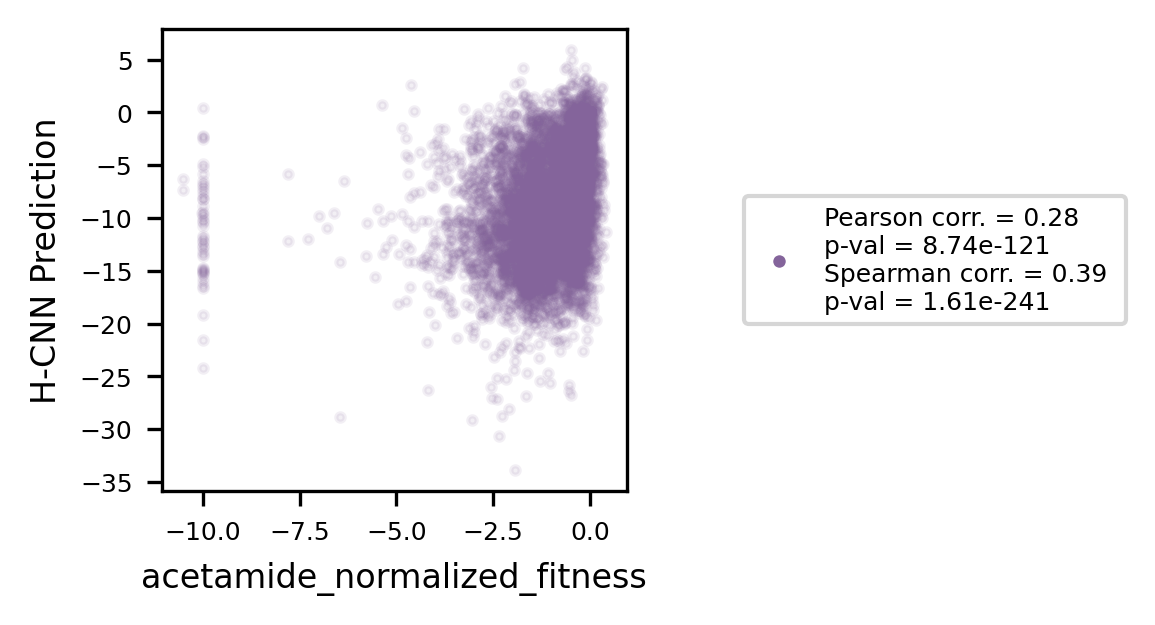 5
0
−5
−10
−15
−20
−25
−30
−35
H-CNN Prediction
−10.0 −7.5 −5.0 −2.5 0.0
acetamide_normalized_fitness
Pearson corr. = 0.28
p-val = 8.74e-121
Spearman corr. = 0.39
p-val = 1.61e-241